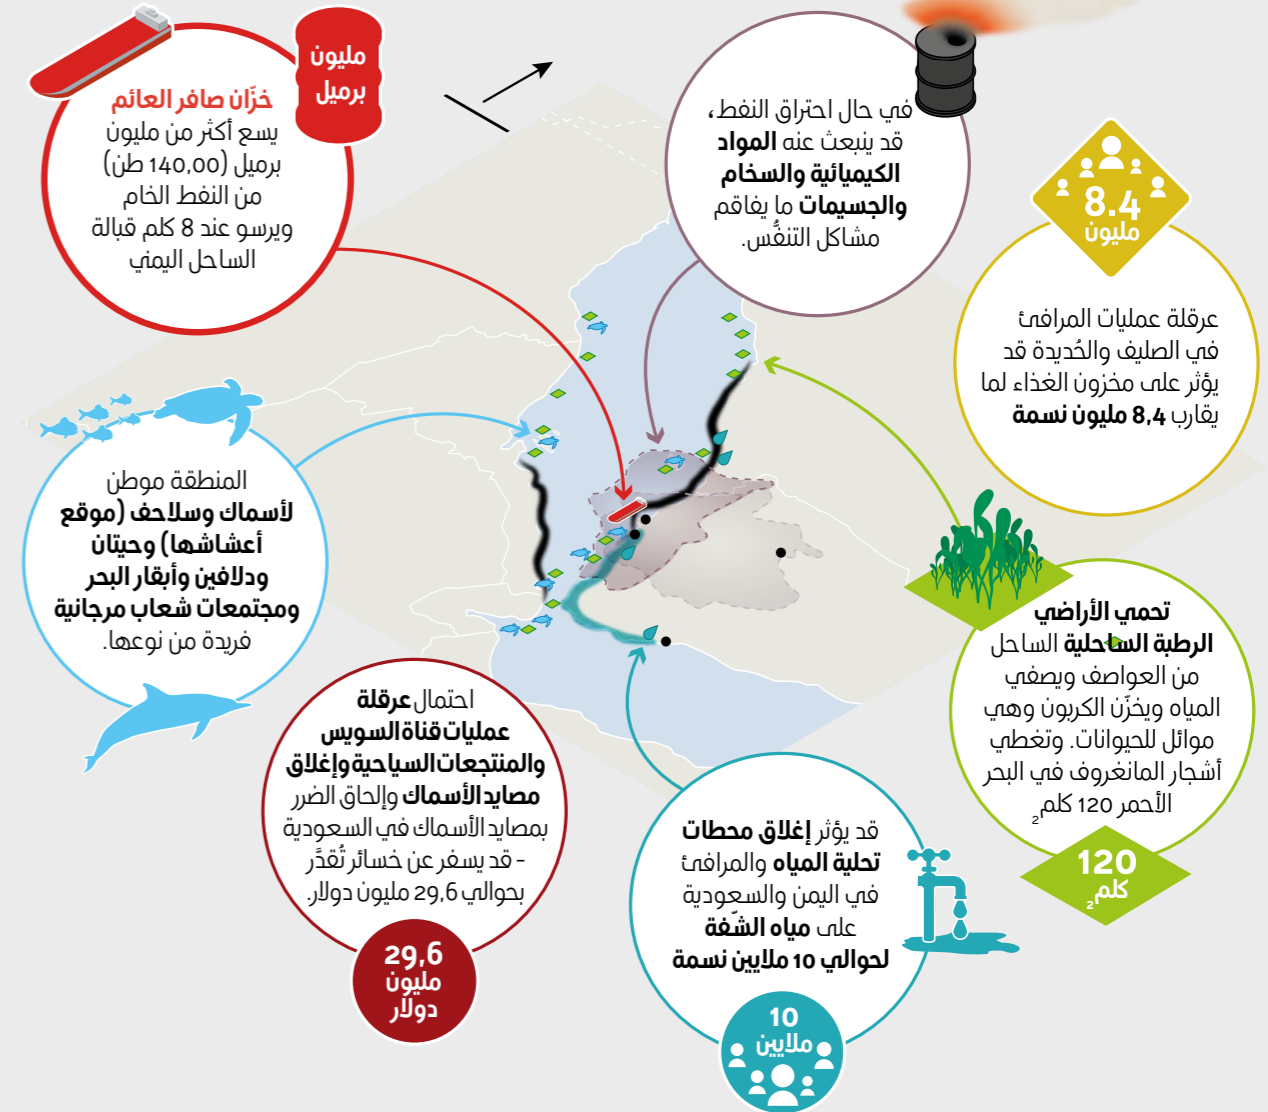 مليون
برميل
خزّان صافر العائم
يسع أكثر من مليون
برميل (140,00 طن)
من النفط الخام
ويرسو عند 8 كلم قبالة
الساحل اليمني
في حال احتراق النفط،
قد ينبعث عنه المواد
الكيميائية والسخام
والجسيمات ما يفاقم
مشاكل التنفُّس.
8.4
مليون
عرقلة عمليات المرافئ
في الصليف والحُديدة قد
يؤثر على مخزون الغذاء لما
يقارب 8,4 مليون نسمة
المنطقة موطن
لأسماك وسلاحف (موقع
أعشاشها) وحيتان
ودلافين وأبقار البحر
ومجتمعات شعاب مرجانية
فريدة من نوعها.
تحمي الأراضي
الرطبة الساحلية الساحل
من العواصف ويصفي
المياه ويخزّن الكربون وهي
موائل للحيوانات. وتغطي
أشجار المانغروف في البحر
الأحمر 120 كلم2
120
كلم2
احتمال عرقلة
عمليات قناة السويس
والمنتجعات السياحية وإغلاق
مصايد الأسماك وإلحاق الضرر
بمصايد الأسماك في السعودية
- قد يسفر عن خسائر تُقدَّر
بحوالي 29,6 مليون دولار.
29,6
مليون
دولار
قد يؤثر إغلاق محطات
تحلية المياه والمرافئ
في اليمن والسعودية
على مياه الشّفة
لحوالي 10 ملايين نسمة
10
ملايين